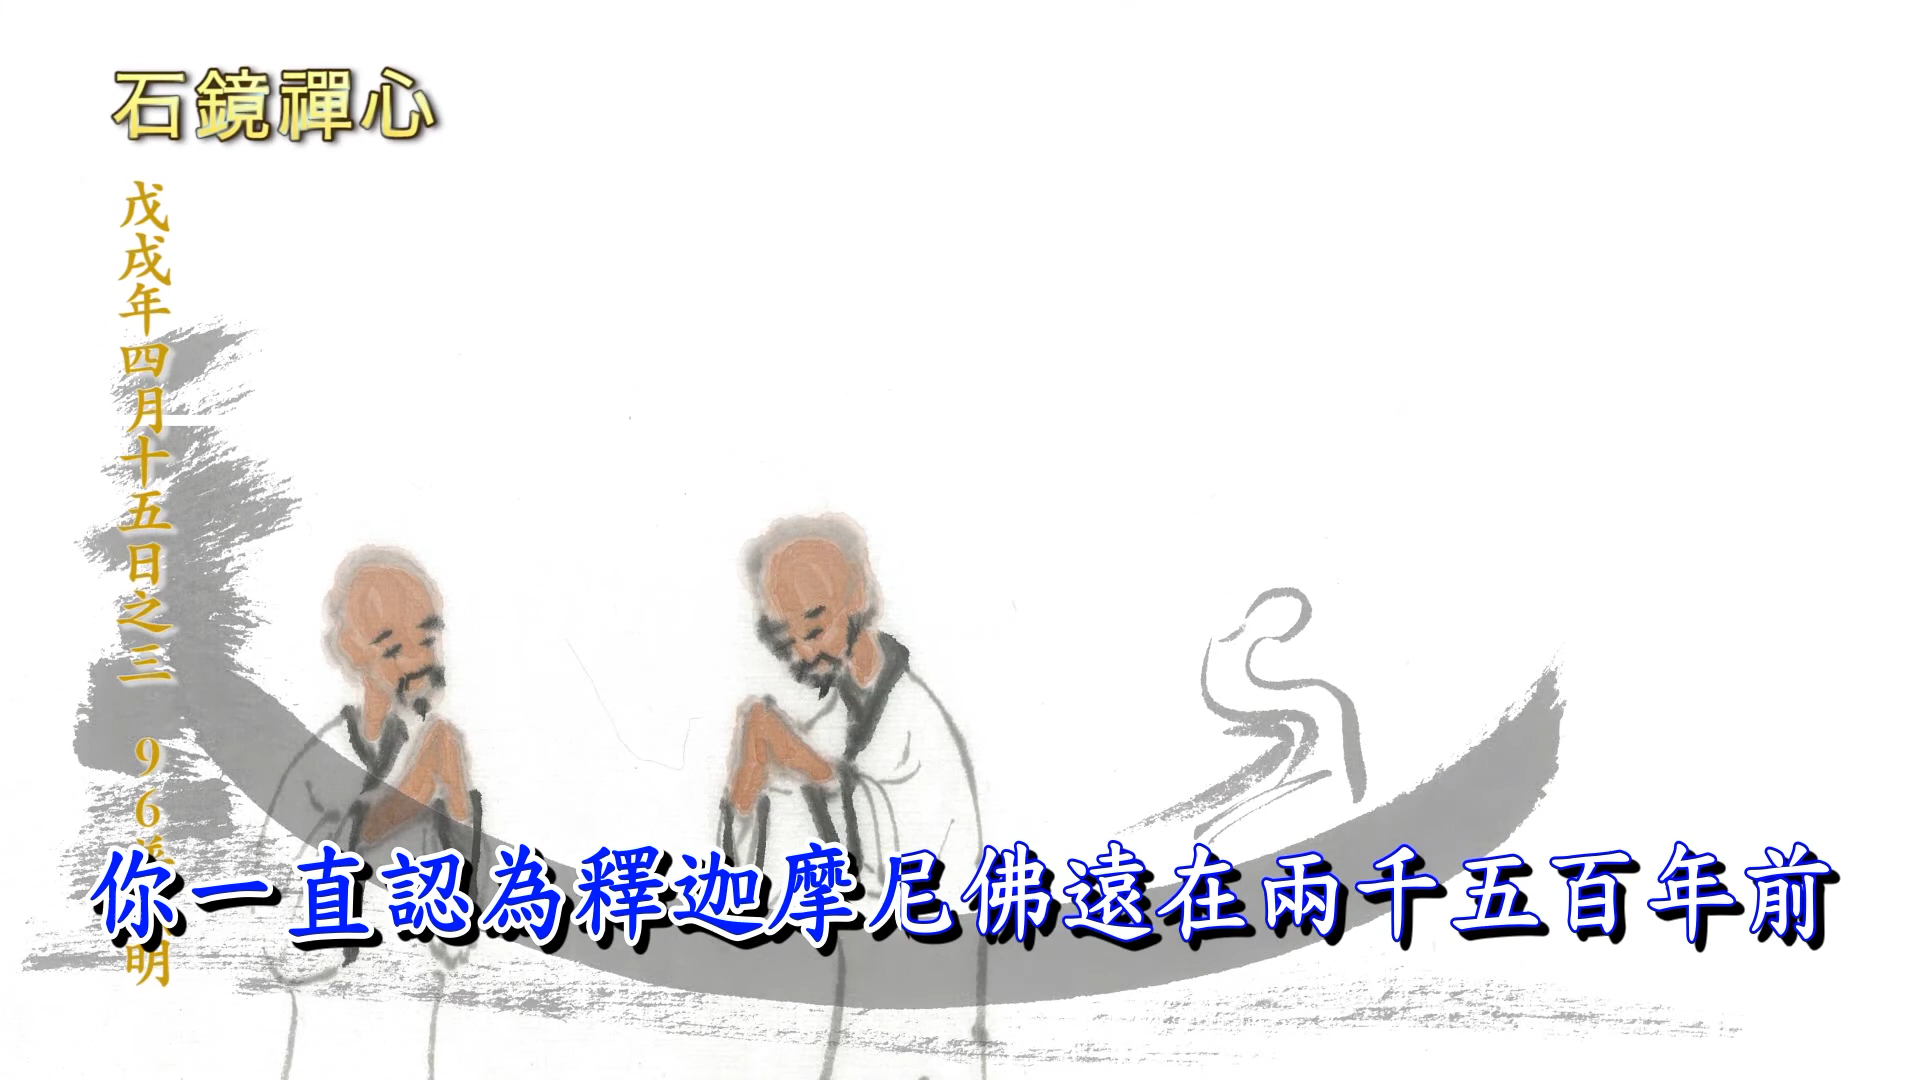 石鏡禪心
戊戌年四月十五日之三 96 明
你一直認為釋迦摩尼佛遠在兩千五百年前